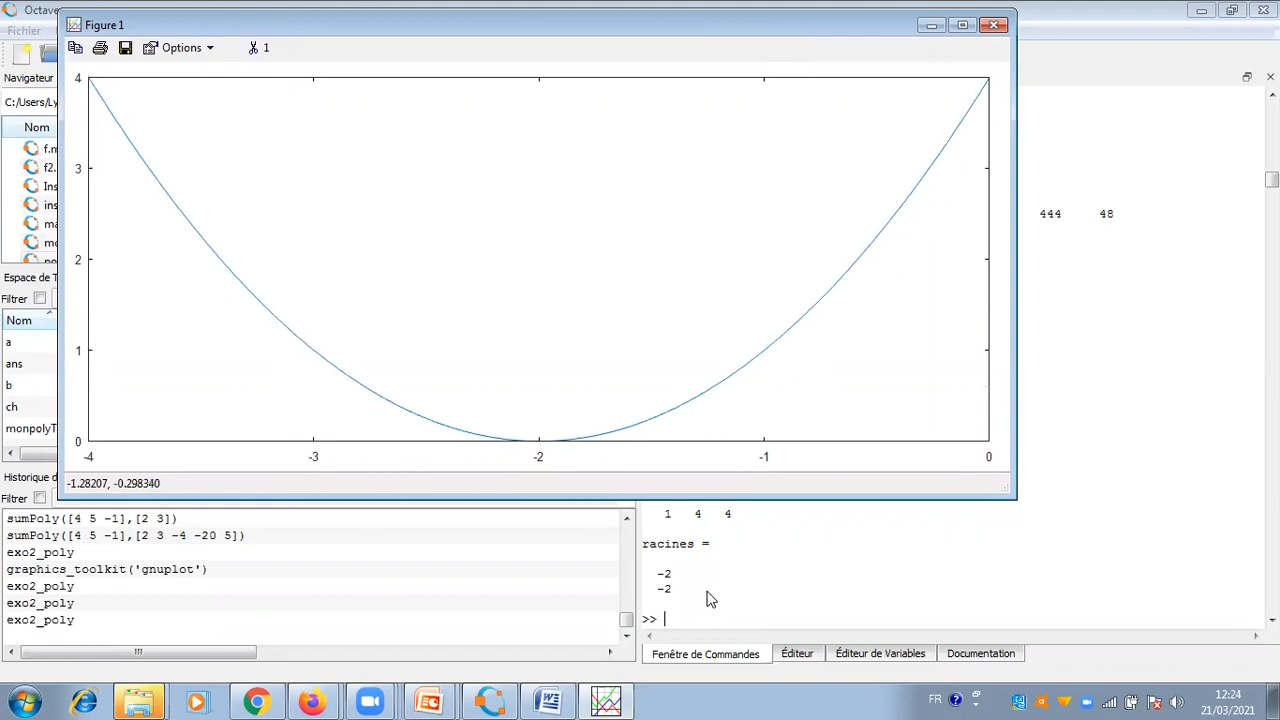 Octave
Figure 1
Fichier
Options
1
Navigateur
C:/Users/Ly
Nom
f.m
f2.
Ins
ins
ma
mo
Espace de T
Filtrer
Nom
a
ans
b
ch
monpolyT
Historique d
Filtrer
4
3
2
1
0
-4 -3 -2 -1 0
-1.28207, -0.298340
444 48
sumPoly([4 5 -1],[2 3])
sumPoly([4 5 -1],[2 3 -4 -20 5])
exo2_poly
graphics_toolkit('gnuplot')
exo2_poly
exo2_poly
exo2_poly
1 4 4
racines =
-2
-2
>>
Fenêtre de Commandes Éditeur Éditeur de Variables Documentation
FR
12:24
21/03/2021